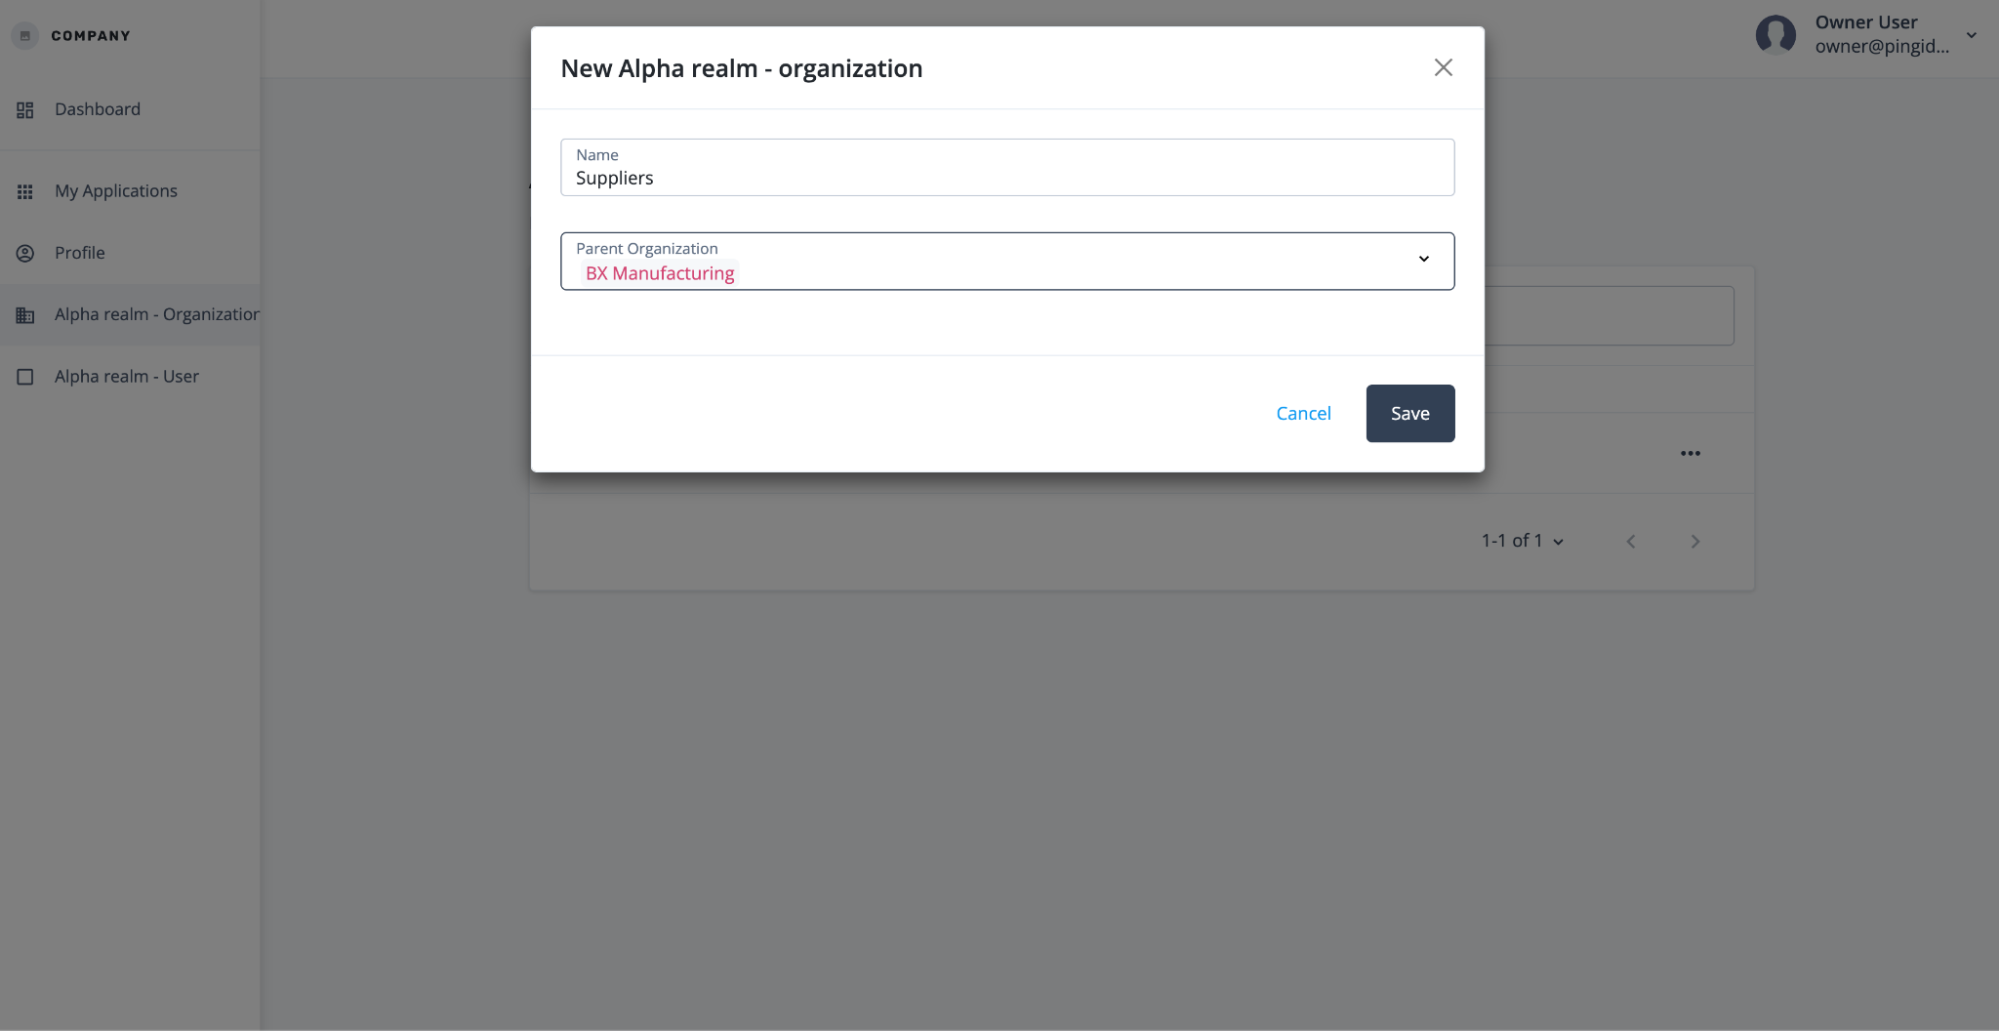 COMPANY
Dashboard
My Applications
Profile
Alpha realm - Organization
Alpha realm - User
Owner User
owner@pingid...
New Alpha realm - organization
Name
Suppliers
Parent Organization
BX Manufacturing
Cancel
Save
1-1 of 1